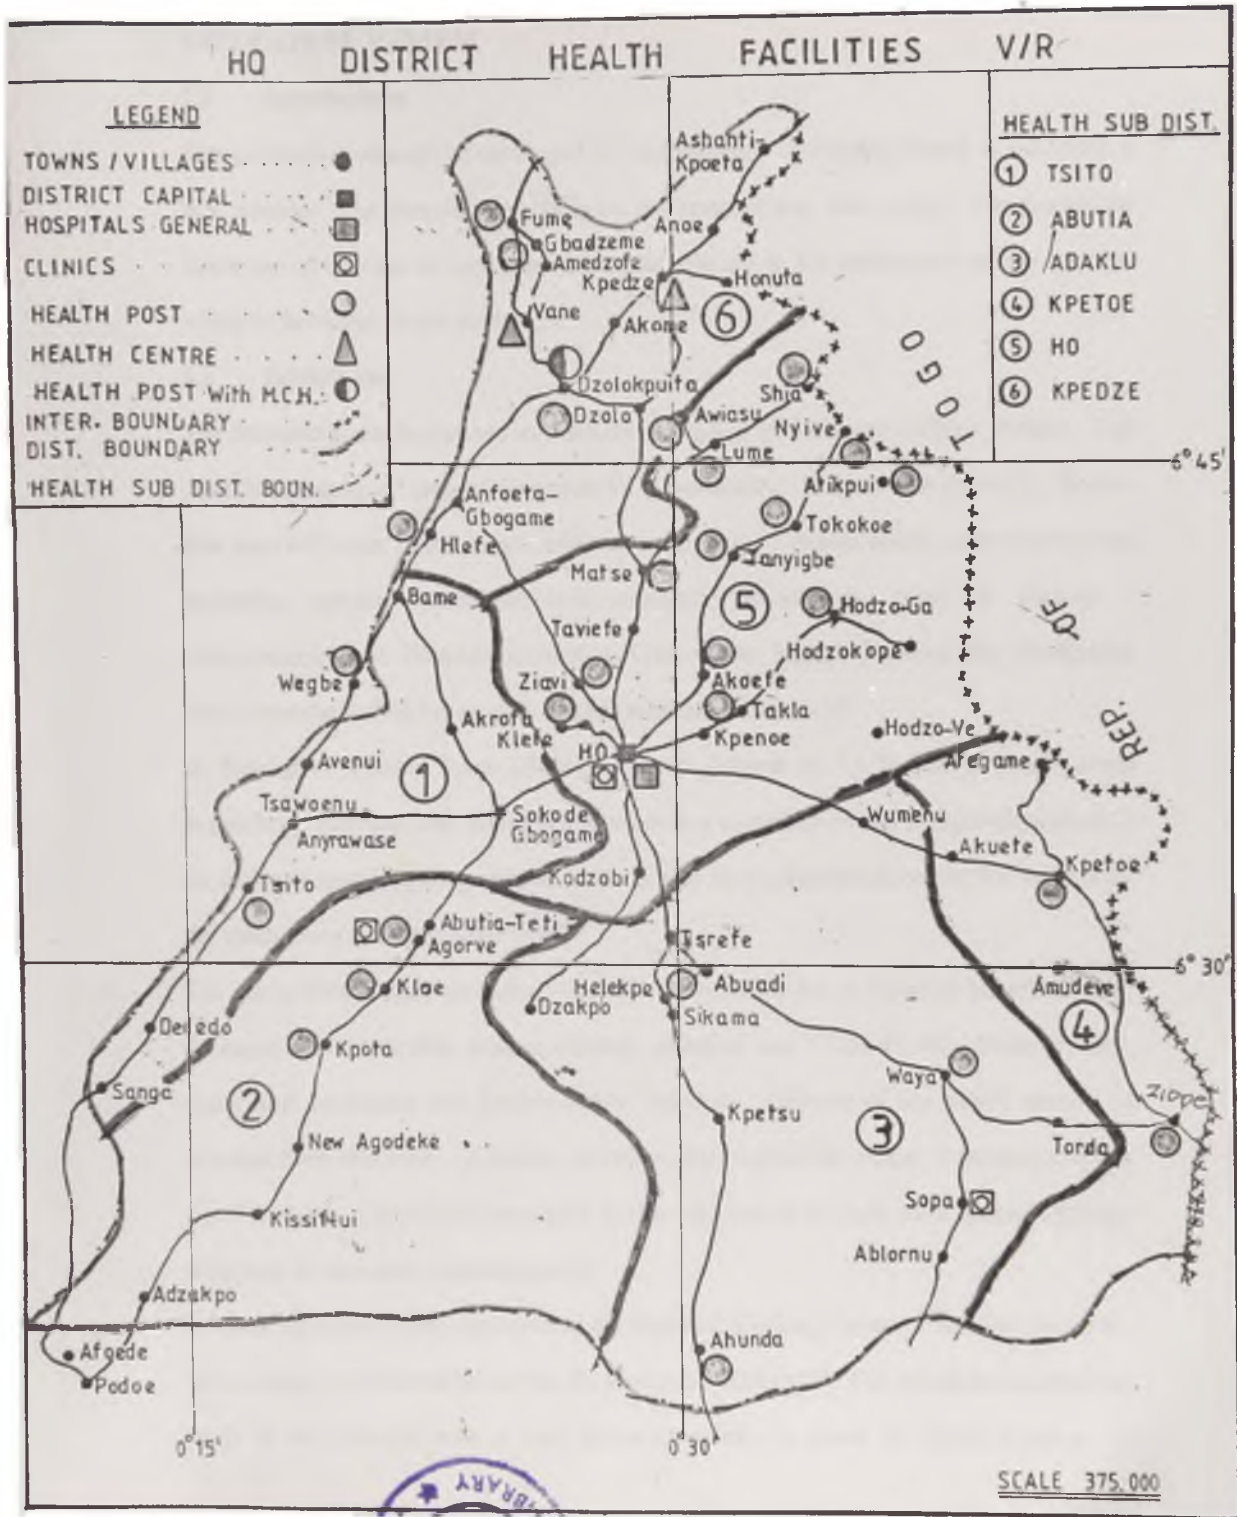 HO DISTRICT HEALTH FACILITIES V/R
LEGEND
TOWNS / VILLAGES
DISTRICT CAPITAL
HOSPITALS GENERAL
CLINICS
HEALTH POST
HEALTH CENTRE
HEALTH POST With M.C.H.
INTER. BOUNDARY
DIST. BOUNDARY
HEALTH SUB DIST. BOUN.
HEALTH SUB DIST.
1 TSITO
2 ABUTIA
3 ADAKLU
4 KPETOE
5 HO
6 KPEDZE
Ashanti-
Kpoeta
Fume
Anoe
Gbadzeme
Amedzofe
Kpedze
Honuta
Vane
Akome
6
Dzolokpuita
Shia
Dzolo
Awiasu
Nyive
Lume
TOGO
6°45'
Atikpui
Anfoeta-
Gbogame
Tokokoe
Hlefe
Tanyigbe
Matse
Bame
5
Hodzo-Ga
OF
Taviefe
Hodzokope
Wegbe
Ziavi
Akoefe
Takla
REP.
Akrofa
Klefe
Kpenoe
Hodzo-Ve
HO
Avenui
1
Ategame
Tsawoenu
Sokode
Gbogame
Wumenu
Anyrawase
Akuete
Kpetoe
Tsito
Kodzobi
Abutia-Teti
Agorve
Tsrefe
6°30'
Kloe
Helekpe
Abuadi
Amudeve
Dzakpo
Sikama
4
Dededo
Kpota
Waya
Sanga
2
Kpetsu
3
ZIOPE
New Agodeke
Torda
Sopa
Kissiflui
Ablornu
Adzakpo
Ahunda
Afgede
Podoe
0°15'
0°30'
SCALE 375,000
LIBRARY